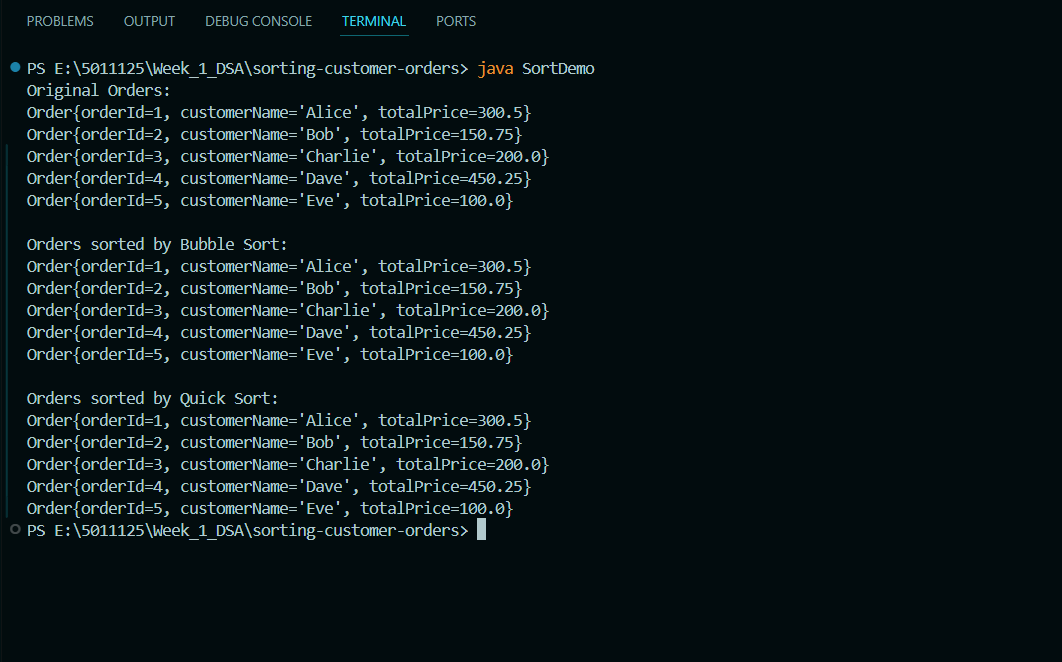 PROBLEMS OUTPUT DEBUG CONSOLE TERMINAL PORTS
PS E:\5011125\Week_1_DSA\sorting-customer-orders> java SortDemo
Original Orders:
Order{orderId=1, customerName='Alice', totalPrice=300.5}
Order{orderId=2, customerName='Bob', totalPrice=150.75}
Order{orderId=3, customerName='Charlie', totalPrice=200.0}
Order{orderId=4, customerName='Dave', totalPrice=450.25}
Order{orderId=5, customerName='Eve', totalPrice=100.0}

Orders sorted by Bubble Sort:
Order{orderId=1, customerName='Alice', totalPrice=300.5}
Order{orderId=2, customerName='Bob', totalPrice=150.75}
Order{orderId=3, customerName='Charlie', totalPrice=200.0}
Order{orderId=4, customerName='Dave', totalPrice=450.25}
Order{orderId=5, customerName='Eve', totalPrice=100.0}

Orders sorted by Quick Sort:
Order{orderId=1, customerName='Alice', totalPrice=300.5}
Order{orderId=2, customerName='Bob', totalPrice=150.75}
Order{orderId=3, customerName='Charlie', totalPrice=200.0}
Order{orderId=4, customerName='Dave', totalPrice=450.25}
Order{orderId=5, customerName='Eve', totalPrice=100.0}
PS E:\5011125\Week_1_DSA\sorting-customer-orders>